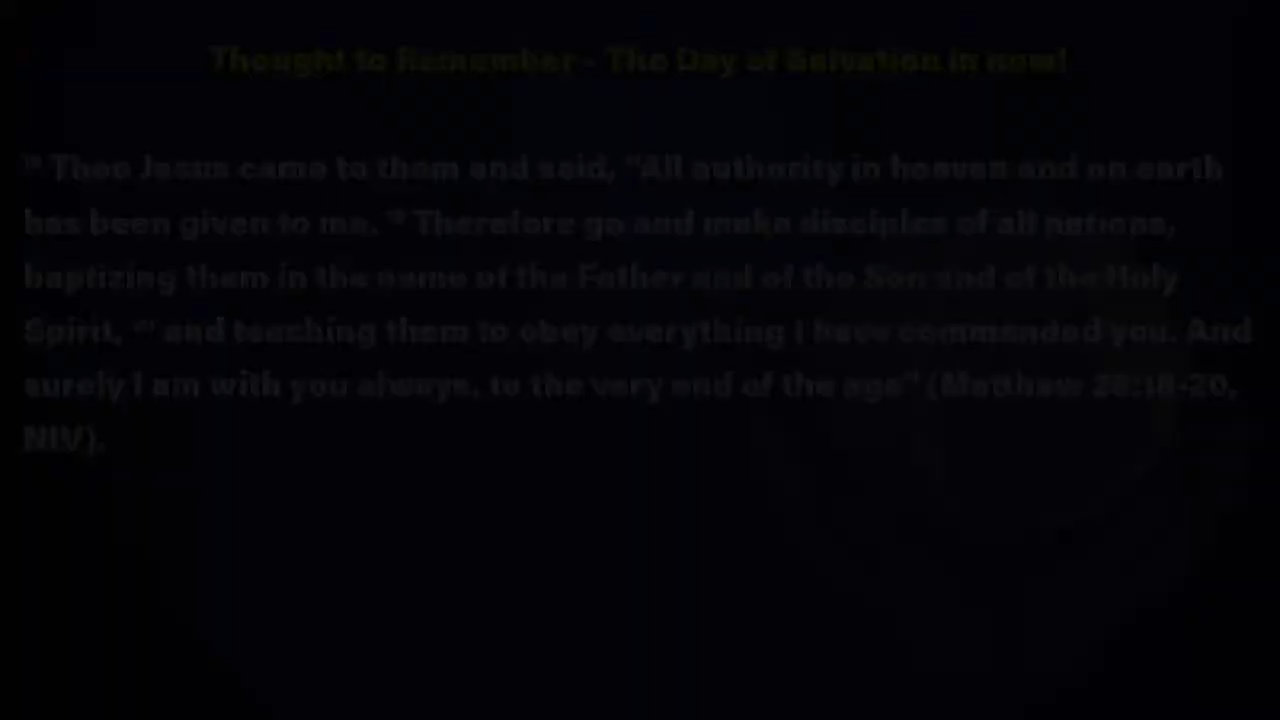 Thought to Remember - The Day of Salvation is now!
18 Then Jesus came to them and said, "All authority in heaven and on earth
has been given to me. 19 Therefore go and make disciples of all nations,
baptizing them in the name of the Father and of the Son and of the Holy
Spirit, 20 and teaching them to obey everything I have commanded you. And
surely I am with you always, to the very end of the age" (Matthew 28:18-20,
NIV).